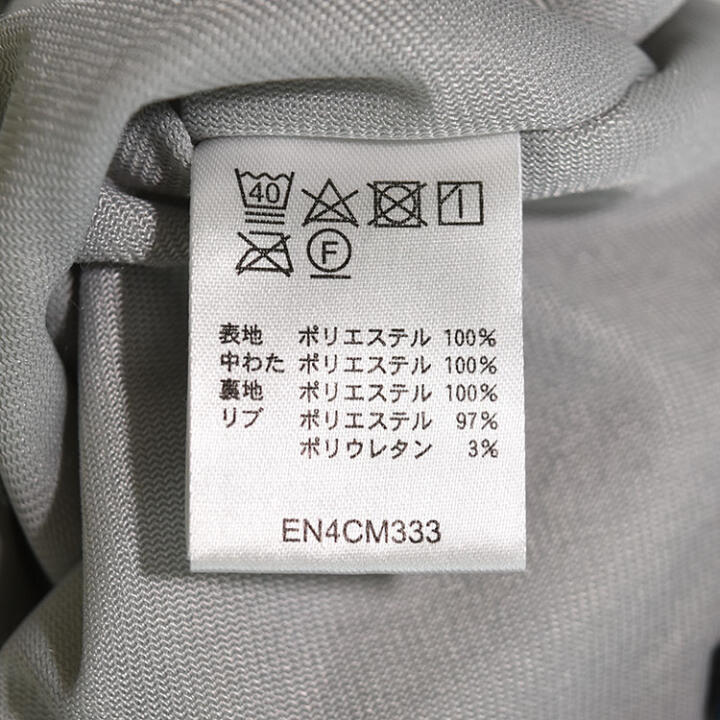 40
F
表地 ポリエステル 100%
中わた ポリエステル 100%
裏地 ポリエステル 100%
リブ ポリエステル 97%
ポリウレタン 3%
EN4CM333